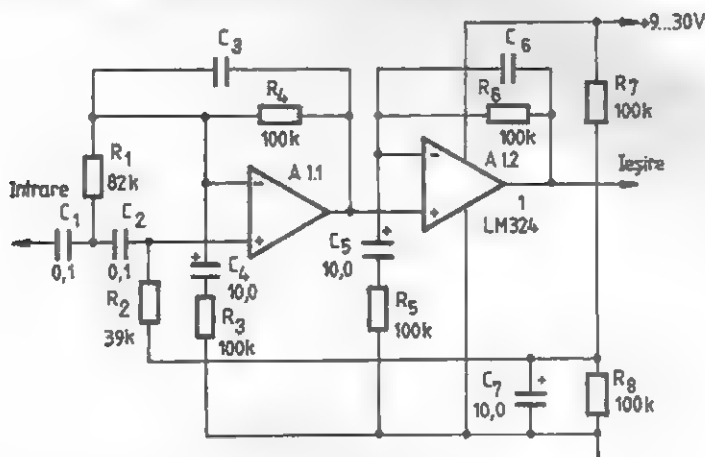 C3
C6
+9...30V
R4
100k
R6
100k
R7
100k
R1
82k
A 1.1
A 1.2
Intrare
Ieşire
C1
0,1
C2
0,1
1
LM324
C5
10,0
C4
10,0
R2
39k
R3
100k
R5
100k
C7
10,0
R8
100k
+
-
+
-
+
+
+